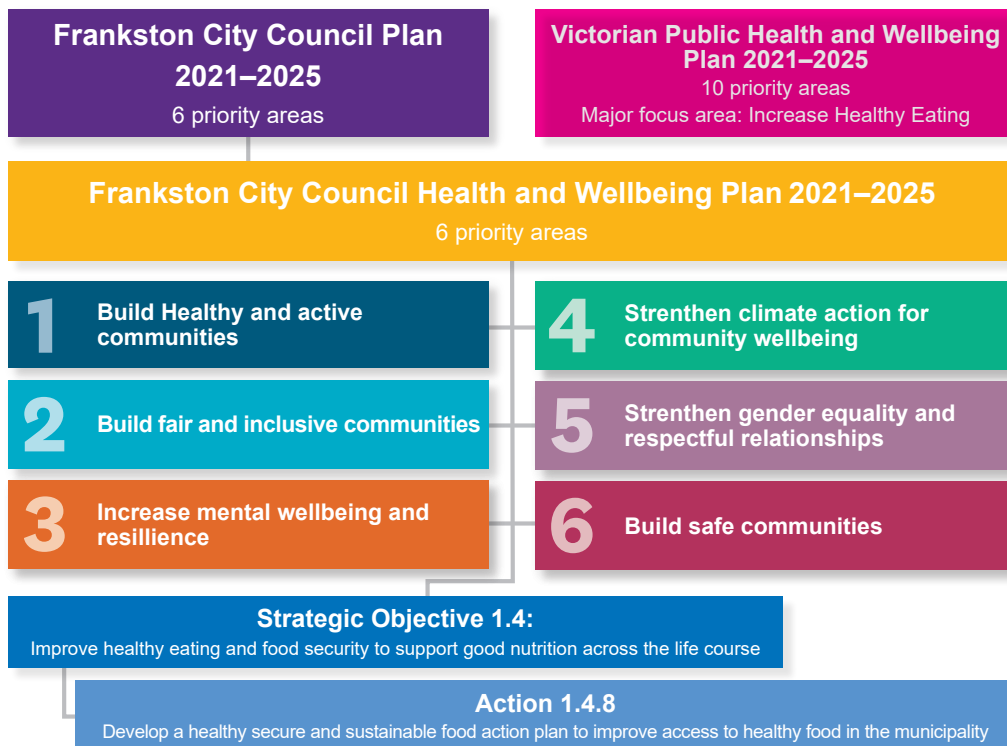 Frankston City Council Plan
2021–2025
6 priority areas
Victorian Public Health and Wellbeing
Plan 2021–2025
10 priority areas
Major focus area: Increase Healthy Eating
Frankston City Council Health and Wellbeing Plan 2021–2025
6 priority areas
1
Build Healthy and active
communities
2
Build fair and inclusive communities
3
Increase mental wellbeing and
resillience
4
Strenthen climate action for
community wellbeing
5
Strenthen gender equality and
respectful relationships
6
Build safe communities
Strategic Objective 1.4:
Improve healthy eating and food security to support good nutrition across the life course
Action 1.4.8
Develop a healthy secure and sustainable food action plan to improve access to healthy food in the municipality